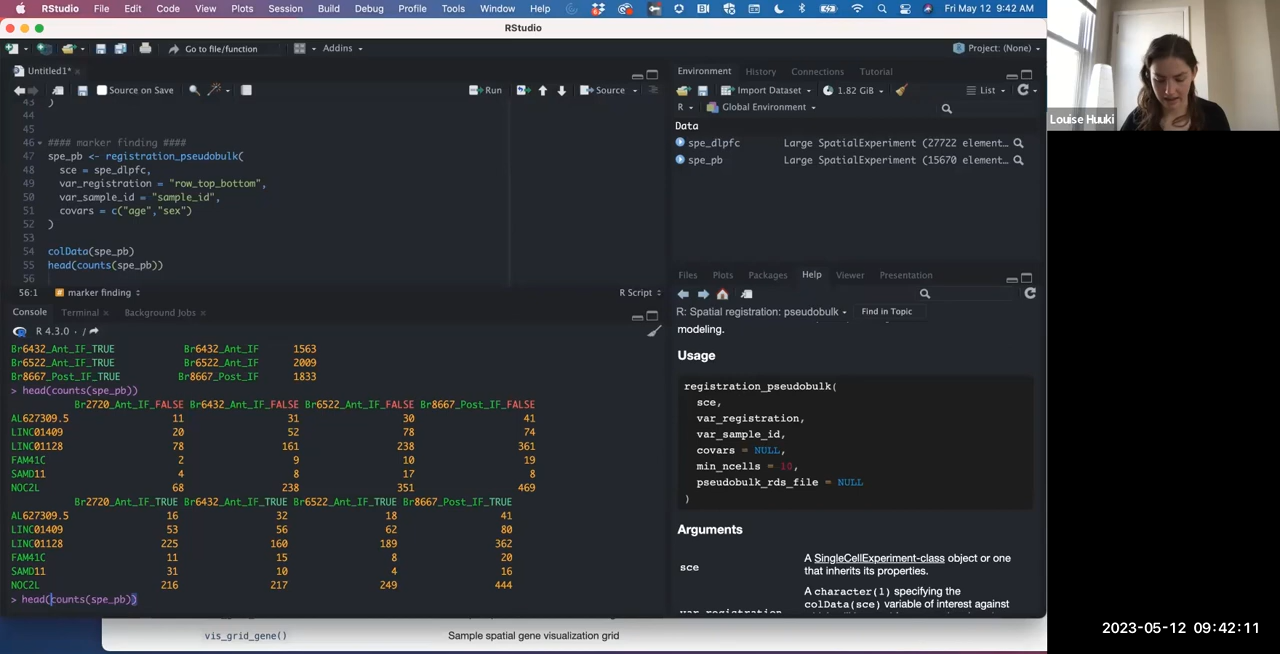 RStudio File Edit Code View Plots Session Build Debug Profile Tools Window Help Fri May 12 9:42 AM
RStudio
Go to file/function Addins Project: (None)
Untitled1*
Source on Save Run Source
43 )
44
45
46 #### marker finding ####
47 spe_pb <- registration_pseudobulk(
48 sce = spe_dlpfc,
49 var_registration = "row_top_bottom",
50 var_sample_id = "sample_id",
51 covars = c("age","sex")
52 )
53
54 colData(spe_pb)
55 head(counts(spe_pb))
56
56:1 marker finding R Script
Console Terminal Background Jobs
R 4.3.0 · /
Br6432_Ant_IF_TRUE Br6432_Ant_IF 1563
Br6522_Ant_IF_TRUE Br6522_Ant_IF 2009
Br8667_Post_IF_TRUE Br8667_Post_IF 1833
> head(counts(spe_pb))
Br2720_Ant_IF_FALSE Br6432_Ant_IF_FALSE Br6522_Ant_IF_FALSE Br8667_Post_IF_FALSE
AL627309.5 11 31 30 41
LINC01409 20 52 78 74
LINC01128 78 161 238 361
FAM41C 2 9 10 19
SAMD11 4 8 17 8
NOC2L 68 238 351 469
Br2720_Ant_IF_TRUE Br6432_Ant_IF_TRUE Br6522_Ant_IF_TRUE Br8667_Post_IF_TRUE
AL627309.5 16 32 18 41
LINC01409 53 56 62 80
LINC01128 225 160 189 362
FAM41C 11 15 8 20
SAMD11 31 10 4 16
NOC2L 216 217 249 444
> head(counts(spe_pb))
Environment History Connections Tutorial
Import Dataset 1.82 GiB List
R Global Environment
Data
spe_dlpfc Large SpatialExperiment (27722 element…
spe_pb Large SpatialExperiment (15670 element…
Files Plots Packages Help Viewer Presentation
R: Spatial registration: pseudobulk Find in Topic
modeling.
Usage
registration_pseudobulk(
sce,
var_registration,
var_sample_id,
covars = NULL,
min_ncells = 10,
pseudobulk_rds_file = NULL
)
Arguments
sce A SingleCellExperiment-class object or one
that inherits its properties.
A character(1) specifying the
colData(sce) variable of interest against
var_registration which will be computed
vis_grid_gene() Sample spatial gene visualization grid
Louise Huuki
2023-05-12 09:42:11